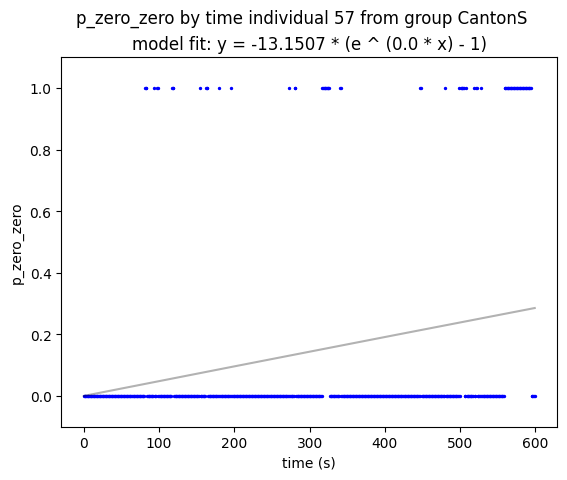 p_zero_zero by time individual 57 from group CantonS
model fit: y = -13.1507 * (e ^ (0.0 * x) - 1)
1.0
0.8
0.6
0.4
0.2
0.0
p_zero_zero
0 100 200 300 400 500 600
time (s)